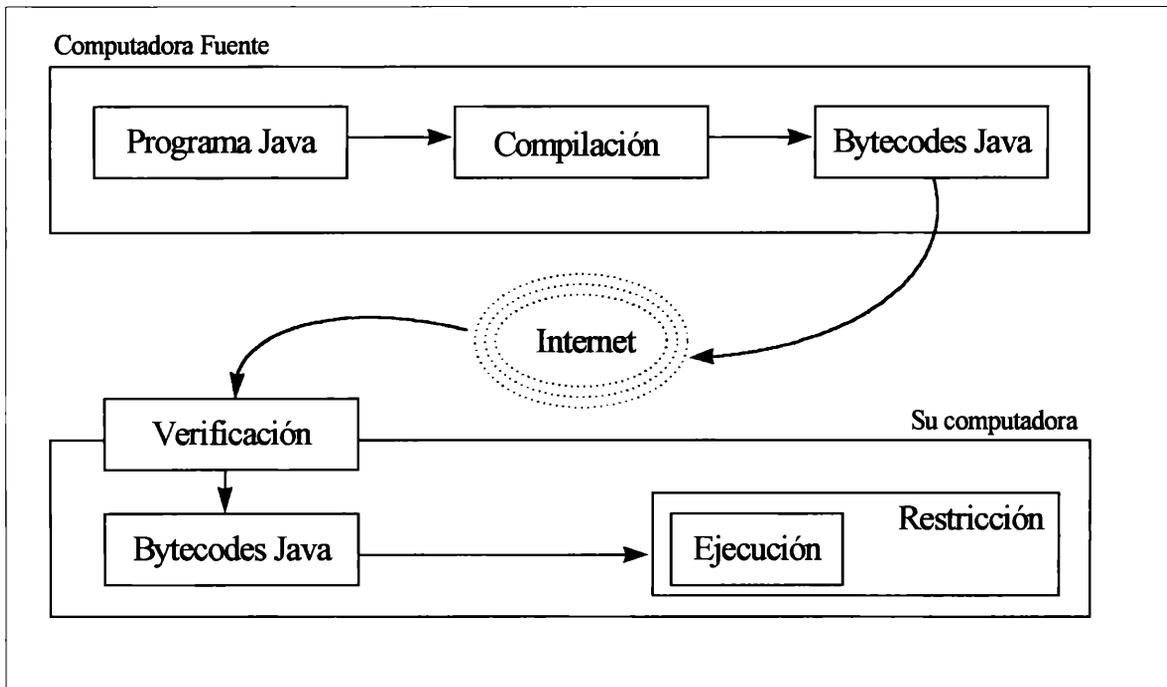 Computadora Fuente
Programa Java
Compilación
Bytecodes Java
Internet
Verificación
Su computadora
Bytecodes Java
Restricción
Ejecución